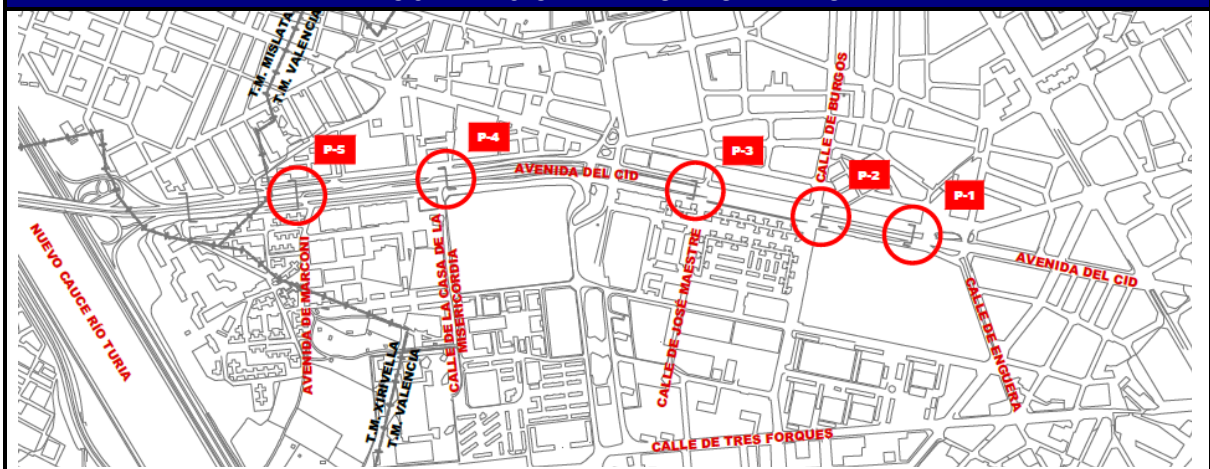 T.M. MISLATA
T.M. VALENCIA
CALLE DE BURGOS
P-5
P-4
P-3
P-2
P-1
AVENIDA DEL CID
AVENIDA DEL CID
NUEVO CAUCE RÍO TURIA
AVENIDA DE MARCONI
CALLE DE LA CASA DE LA
MISERICORDIA
CALLE DE JOSÉ MAESTRE
CALLE DE ENGUERA
T.M. XIRIVELLA
T.M. VALENCIA
CALLE DE TRES FORQUES